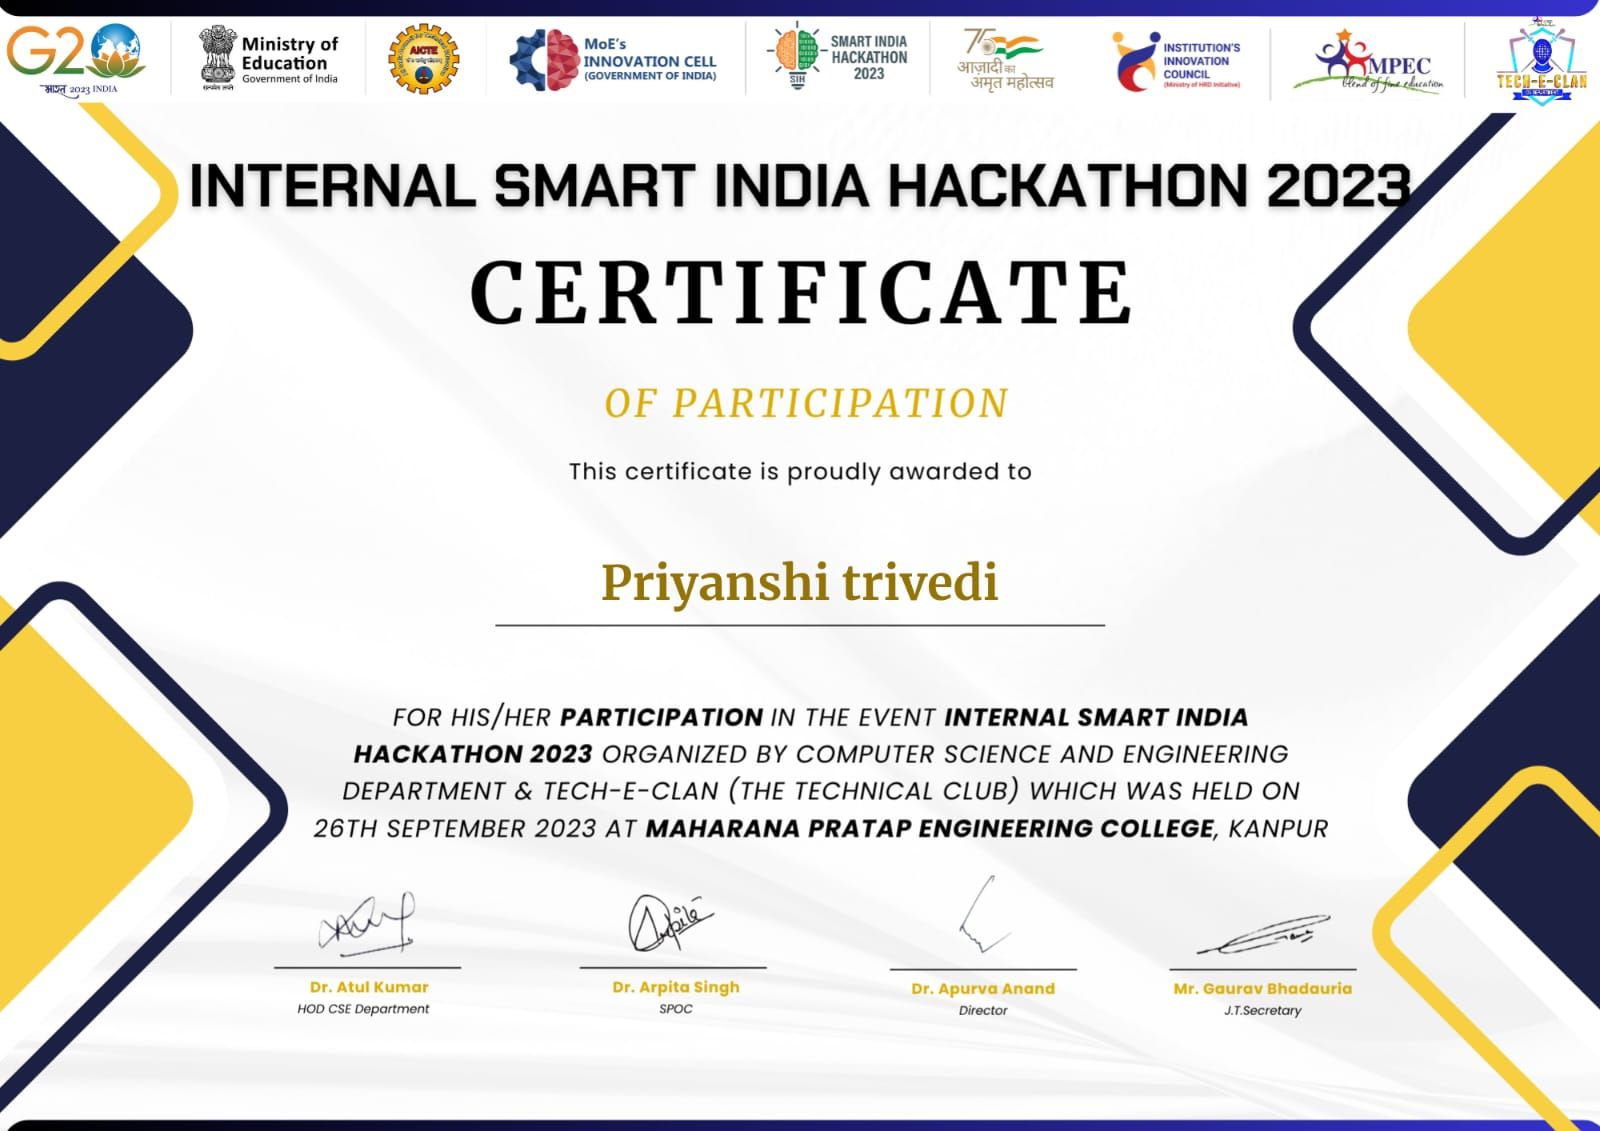 G20
भारत 2023 INDIA
Ministry of
Education
Government of India
सत्यमेव जयते
AICTE
MoE's
INNOVATION CELL
(GOVERNMENT OF INDIA)
SIH
SMART INDIA
HACKATHON
2023
75
आज़ादी का
अमृत महोत्सव
INSTITUTION'S
INNOVATION
COUNCIL
(Ministry of HRD Initiative)
MPEC
blend of fine education
TECH-E-CLAN
INTERNAL SMART INDIA HACKATHON 2023
CERTIFICATE
OF PARTICIPATION
This certificate is proudly awarded to
Priyanshi trivedi
FOR HIS/HER PARTICIPATION IN THE EVENT INTERNAL SMART INDIA
HACKATHON 2023 ORGANIZED BY COMPUTER SCIENCE AND ENGINEERING
DEPARTMENT & TECH-E-CLAN (THE TECHNICAL CLUB) WHICH WAS HELD ON
26TH SEPTEMBER 2023 AT MAHARANA PRATAP ENGINEERING COLLEGE, KANPUR
Arpita
Dr. Atul Kumar
HOD CSE Department
Dr. Arpita Singh
SPOC
Dr. Apurva Anand
Director
Mr. Gaurav Bhadauria
J.T.Secretary